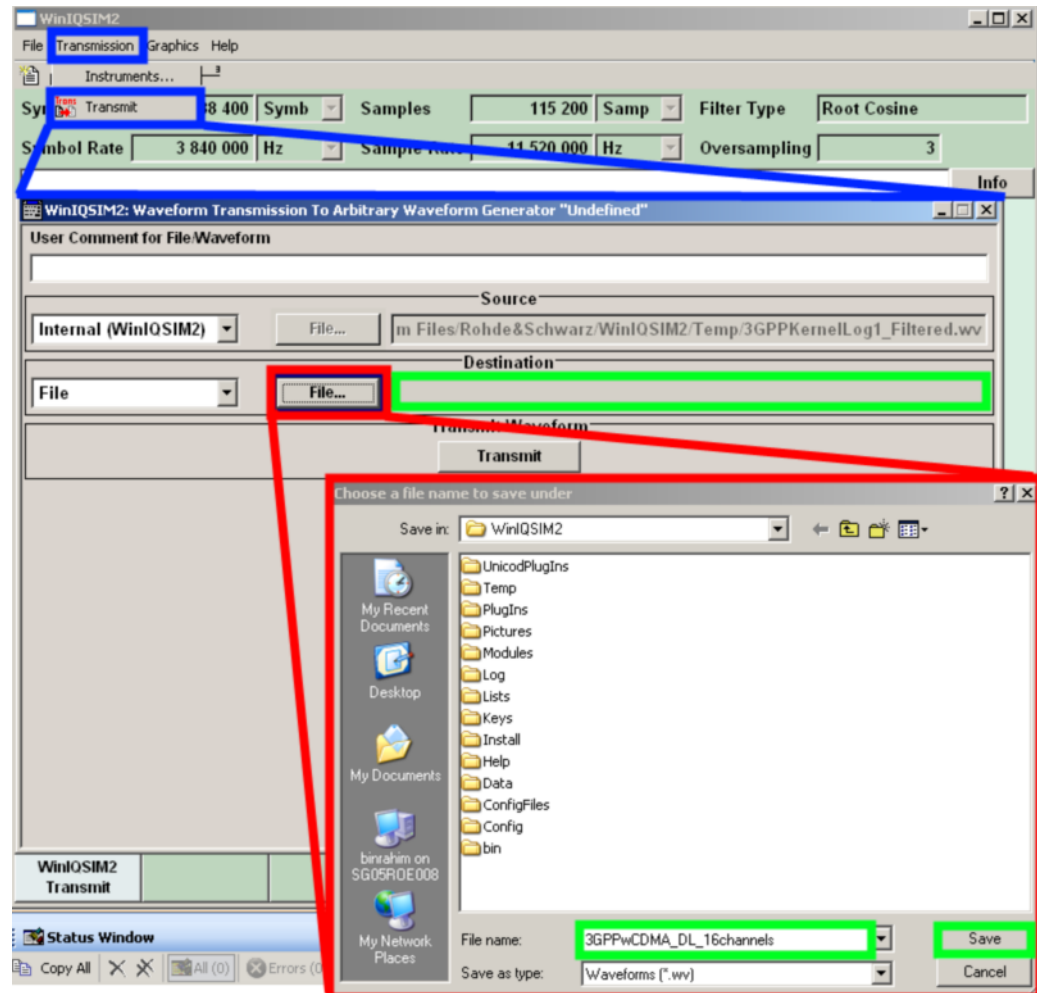 WinIQSIM2
File Transmission Graphics Help
Instruments...
Transmit
38 400 Symb Samples 115 200 Samp Filter Type Root Cosine
Symbol Rate 3 840 000 Hz Sample Rate 11 520 000 Hz Oversampling 3
Info
WinIQSIM2: Waveform Transmission To Arbitrary Waveform Generator "Undefined"
User Comment for File/Waveform
Source
Internal (WinIQSIM2) File... m Files/Rohde&Schwarz/WinIQSIM2/Temp/3GPPKernelLog1_Filtered.wv
Destination
File File...
Transmit Waveform
Transmit
Choose a file name to save under
Save in: WinIQSIM2
UnicodPlugIns
Temp
PlugIns
Pictures
Modules
Log
Lists
Keys
Install
Help
Data
ConfigFiles
Config
bin
My Recent
Documents
Desktop
My Documents
binrahim on
SG05ROE008
My Network
Places
File name: 3GPPwCDMA_DL_16channels Save
Save as type: Waveforms (*.wv) Cancel
WinIQSIM2
Transmit
Status Window
Copy All All (0) Errors (0